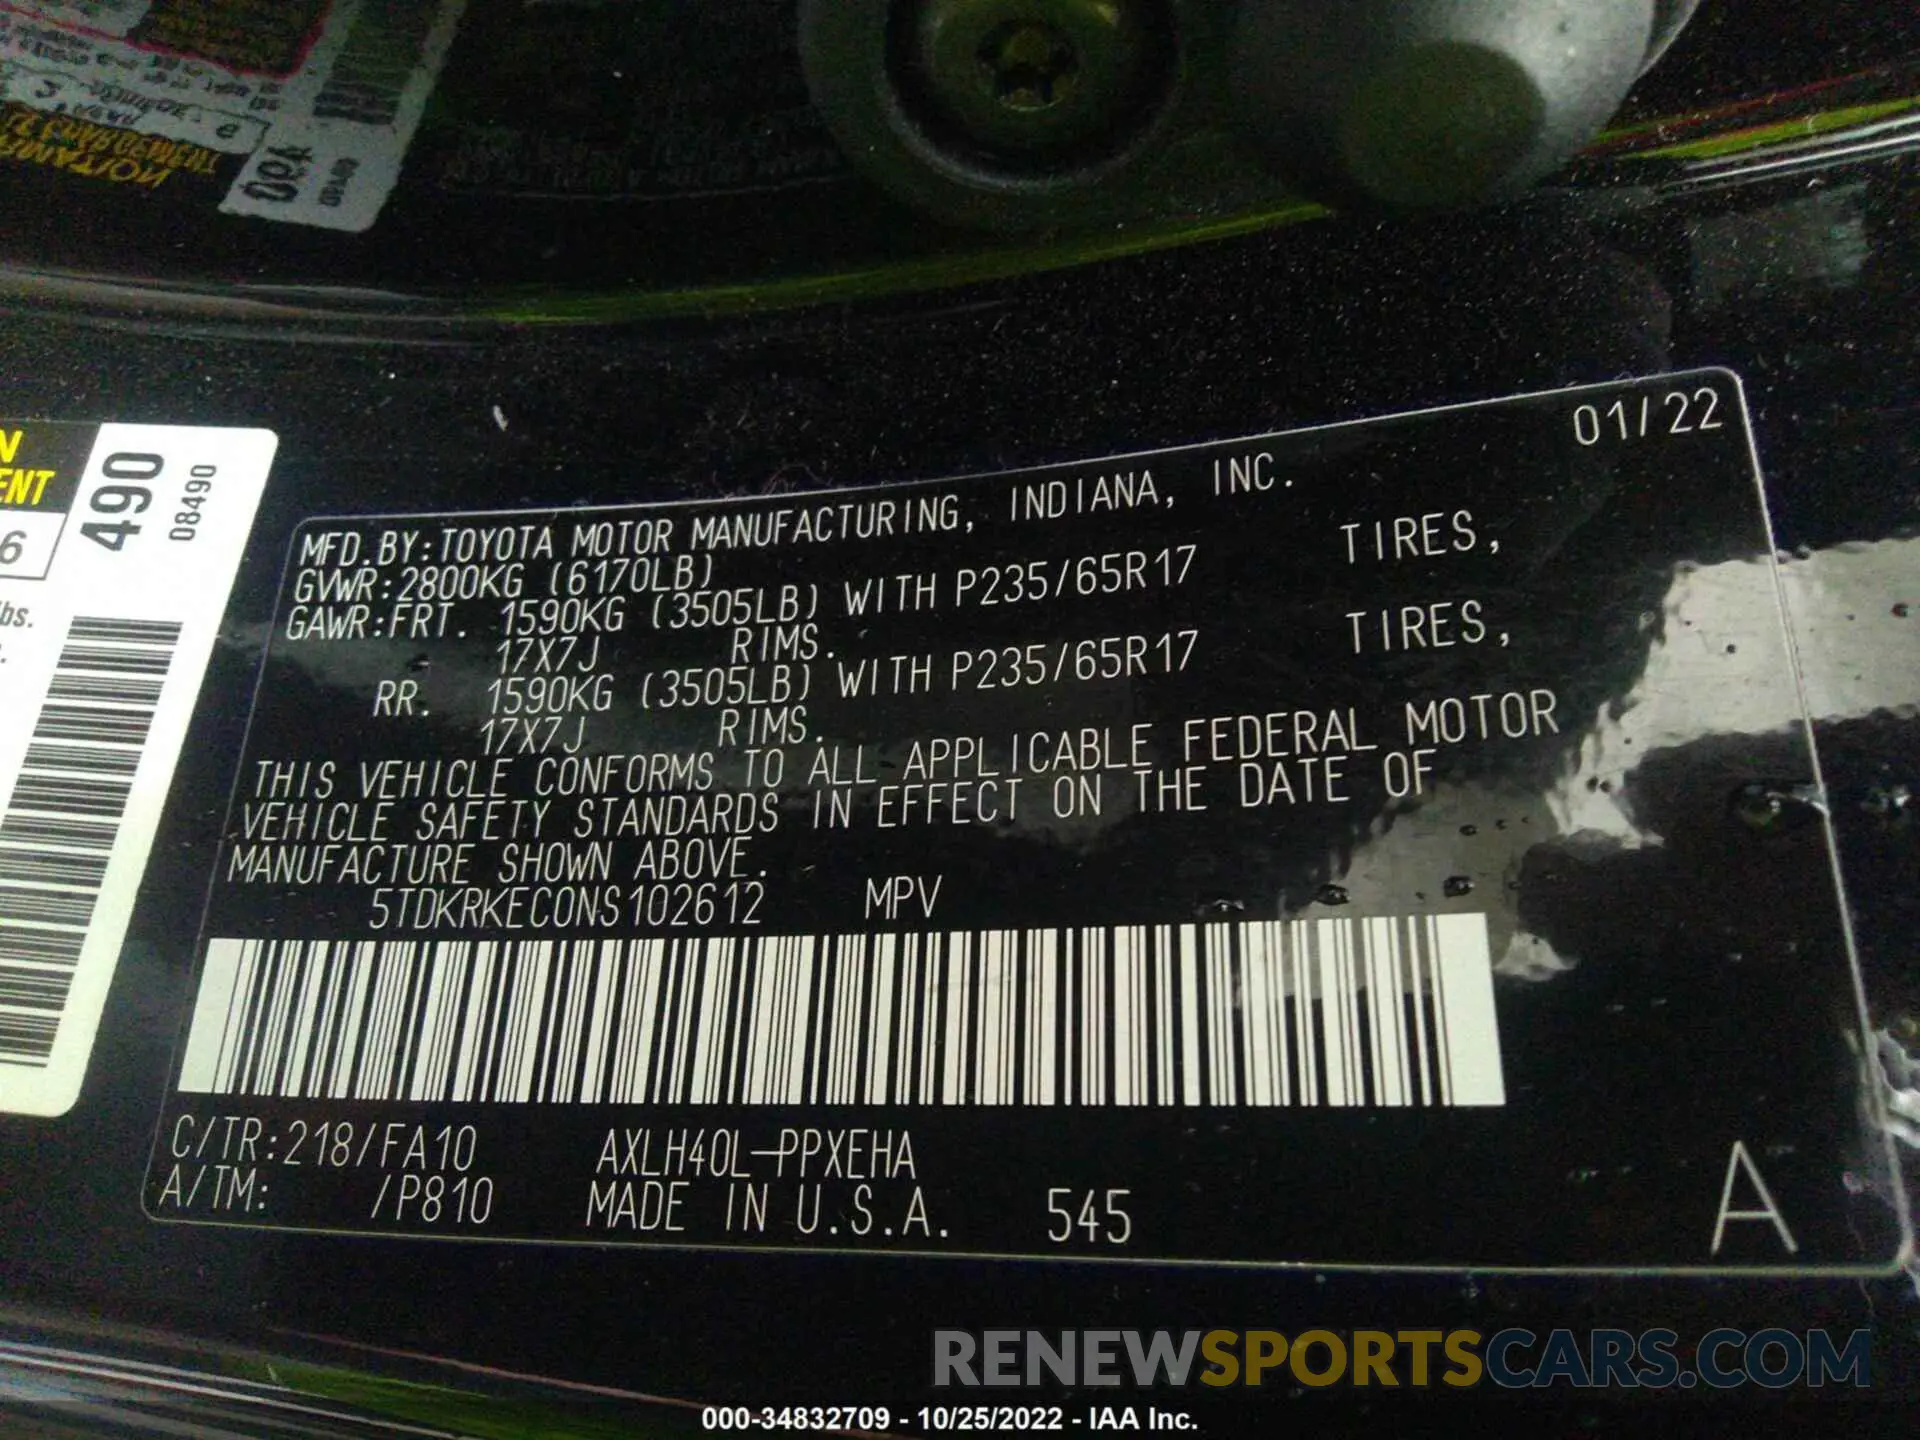 N
ENT
6
lbs.
490
08490
01/22
MFD.BY:TOYOTA MOTOR MANUFACTURING, INDIANA, INC.
GVWR:2800KG (6170LB)
GAWR:FRT. 1590KG (3505LB) WITH P235/65R17 TIRES,
17X7J RIMS.
RR. 1590KG (3505LB) WITH P235/65R17 TIRES,
17X7J RIMS.
THIS VEHICLE CONFORMS TO ALL APPLICABLE FEDERAL MOTOR
VEHICLE SAFETY STANDARDS IN EFFECT ON THE DATE OF
MANUFACTURE SHOWN ABOVE.
5TDKRKEC0NS102612 MPV
C/TR:218/FA10 AXLH40L-PPXEHA
A/TM: /P810 MADE IN U.S.A. 545
A
RENEWSPORTSCARS.COM
000-34832709 - 10/25/2022 - IAA Inc.